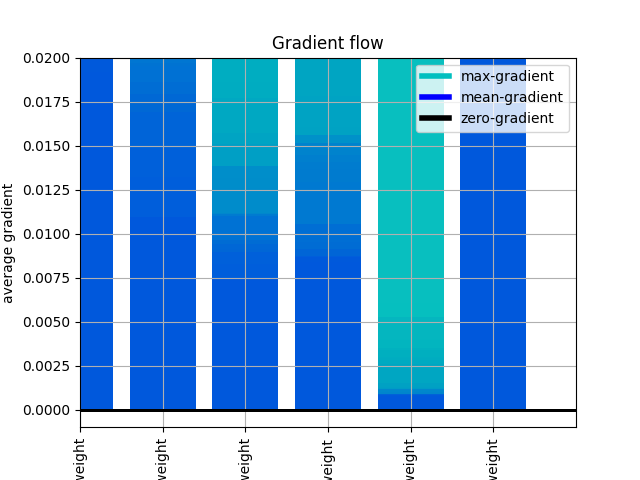 Gradient flow
max-gradient
mean-gradient
zero-gradient
average gradient
0.0200
0.0175
0.0150
0.0125
0.0100
0.0075
0.0050
0.0025
0.0000
weight
weight
weight
weight
weight
weight